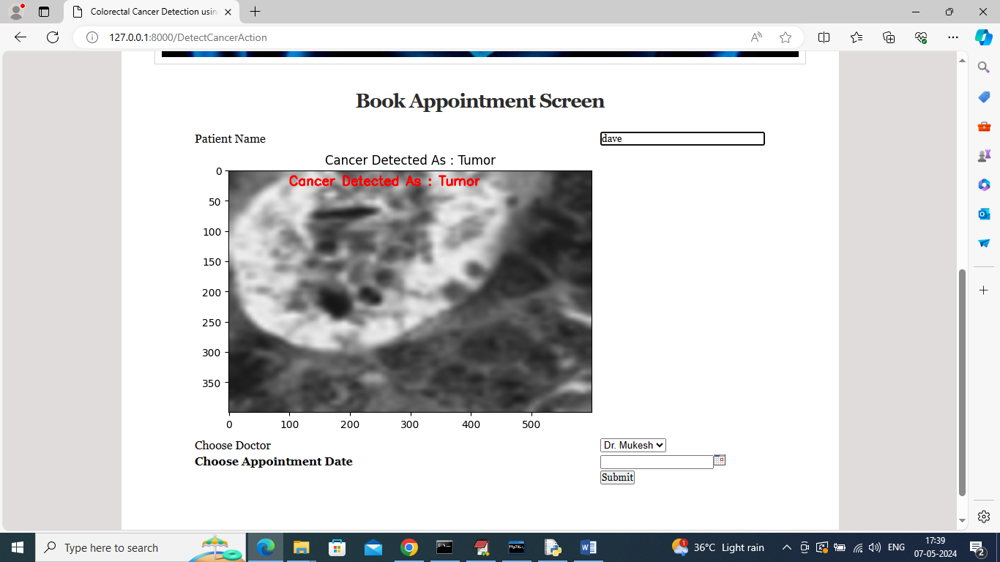 Colorectal Cancer Detection usin
127.0.0.1:8000/DetectCancerAction
Book Appointment Screen
Patient Name dave
Cancer Detected As : Tumor
Cancer Detected As : Tumor
0
50
100
150
200
250
300
350
0 100 200 300 400 500
Choose Doctor Dr. Mukesh
Choose Appointment Date
Submit
Type here to search
1
36°C Light rain
ENG
17:39
07-05-2024
2